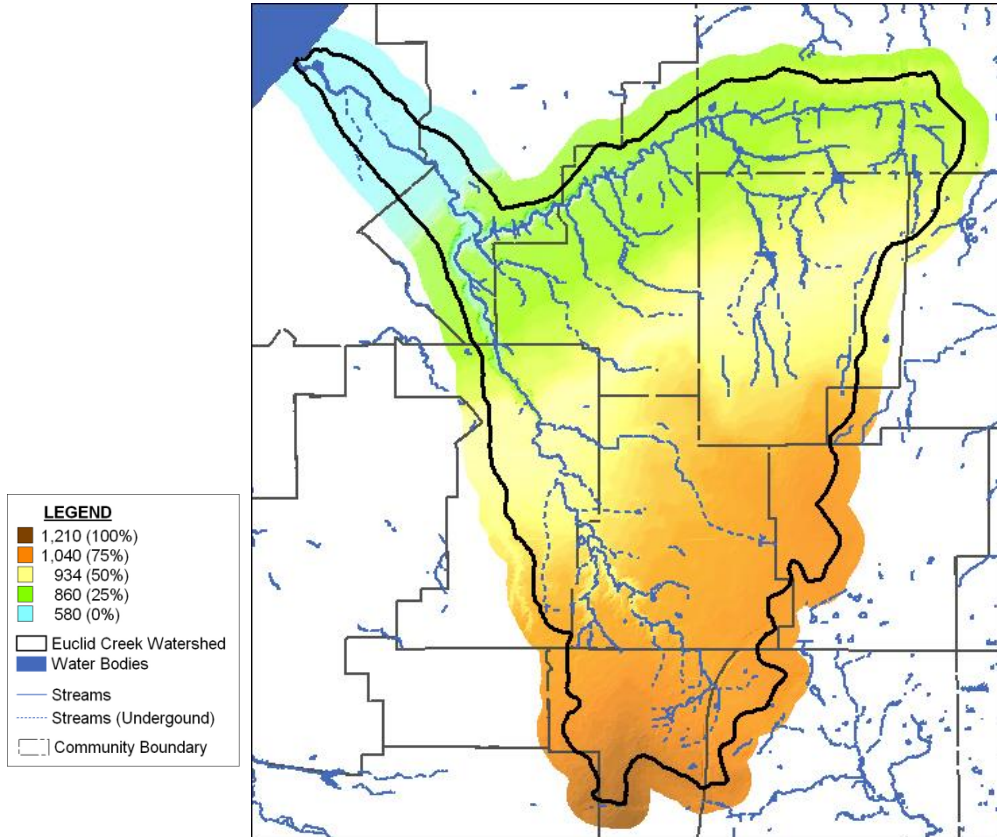 LEGEND
1,210 (100%)
1,040 (75%)
934 (50%)
860 (25%)
580 (0%)
Euclid Creek Watershed
Water Bodies
Streams
Streams (Undergound)
Community Boundary